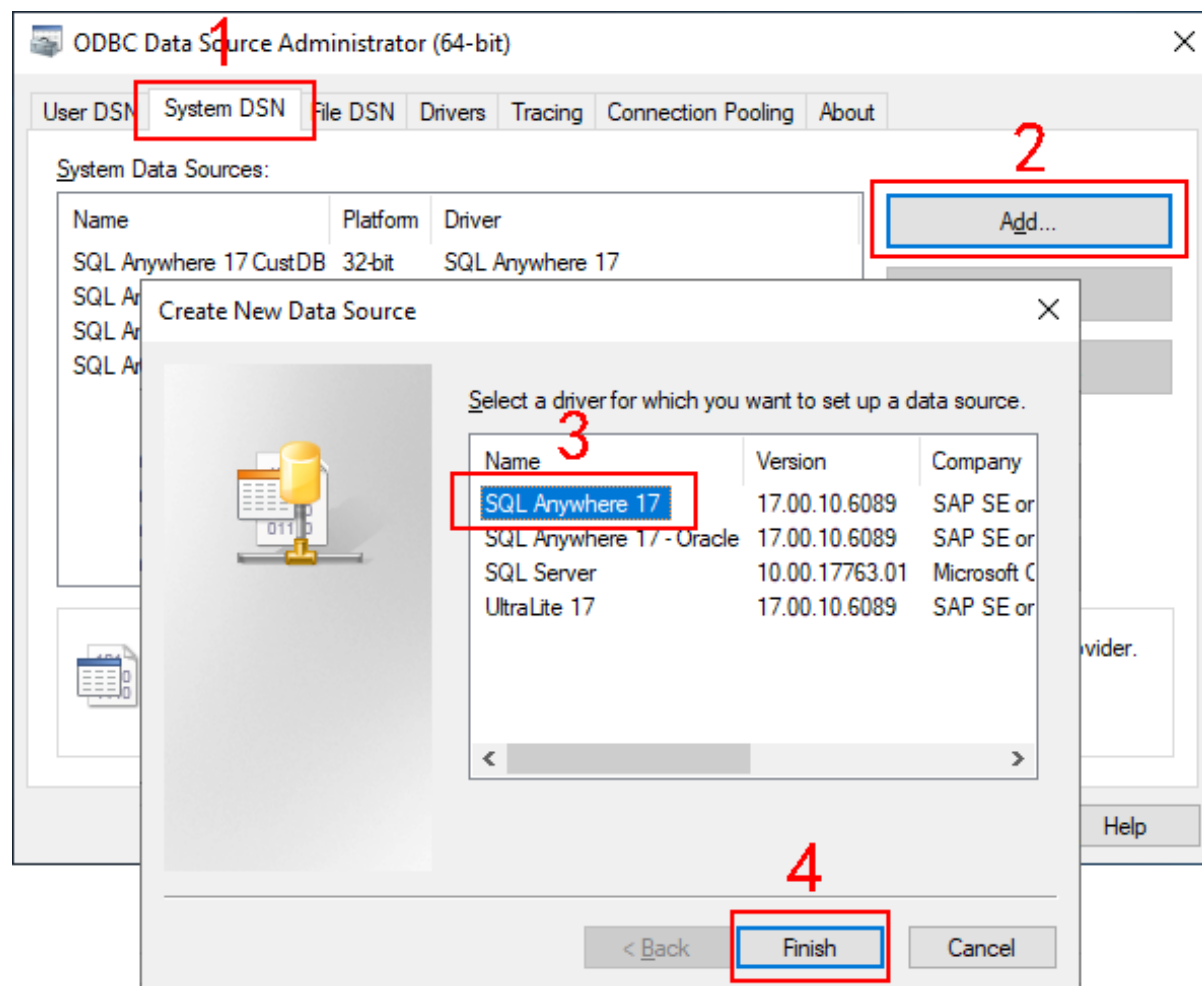 1
ODBC Data Source Administrator (64-bit)
User DSN System DSN File DSN Drivers Tracing Connection Pooling About
2
System Data Sources:
Add...
Name Platform Driver
SQL Anywhere 17 CustDB 32-bit SQL Anywhere 17
SQL
SQL
SQL
Create New Data Source
Select a driver for which you want to set up a data source.
3
Name Version Company
SQL Anywhere 17 17.00.10.6089 SAP SE or
SQL Anywhere 17 - Oracle 17.00.10.6089 SAP SE or
SQL Server 10.00.17763.01 Microsoft
UltraLite 17 17.00.10.6089 SAP SE or
ovider.
Help
4
< Back Finish Cancel